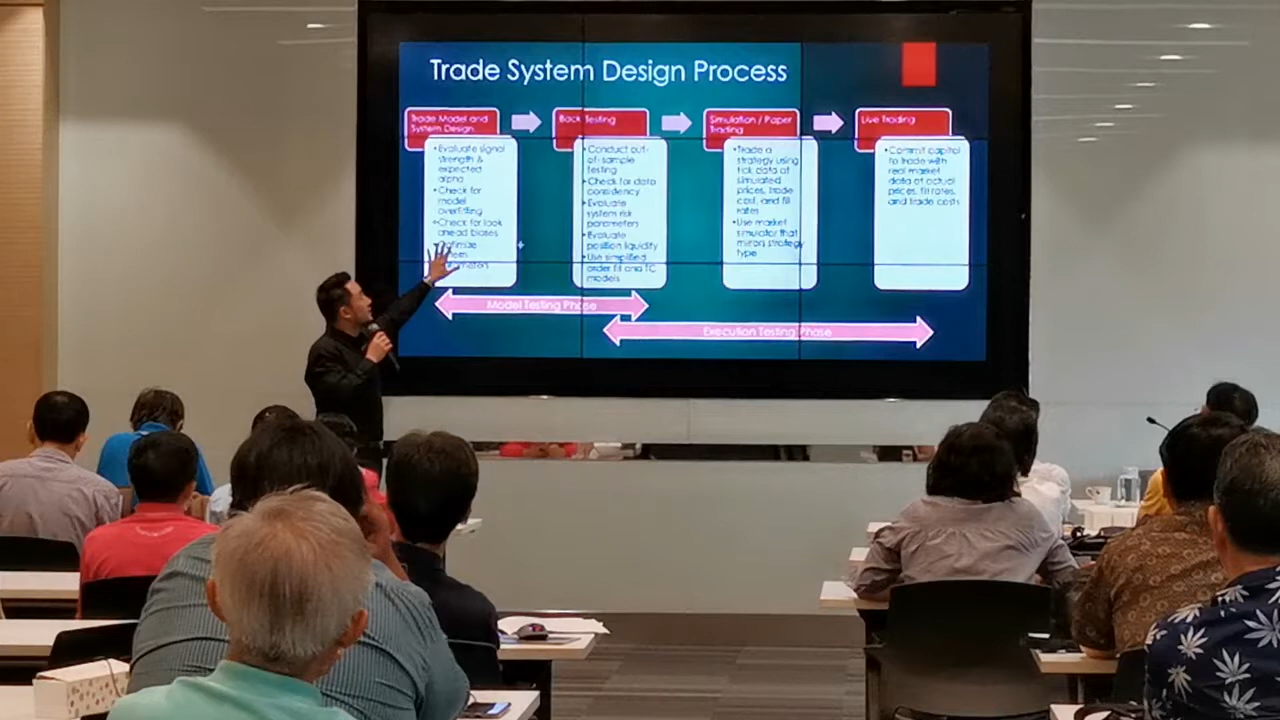 Trade System Design Process
Trade Model and
System Design
•Evaluate signal
strength &
expected
alpha
•Check for
model
overfitting
•Check for look
ahead biases
Optimize
Back Testing
•Conduct out-
of- sample
testing
•Check for data
consistency
•Evaluate
system risk
parameters
•Evaluate
position liquidity
•Use simplified
order fill and TC
models
Simulation / Paper
Trading
•Trade a
strategy using
tick data at
simulated
prices, trade
cost, and fill
rates
•Use market
simulator that
mirrors strategy
type
Live Trading
•Commit capital
to trade with
real market
data at actual
prices, fill rates,
and trade costs
Model Testing Phase
Execution Testing Phase